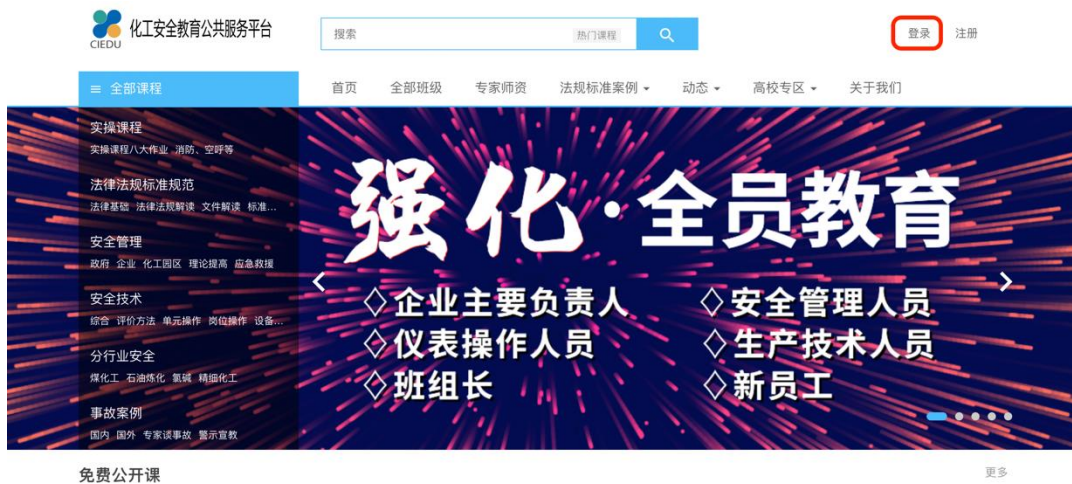 CIEDU
化工安全教育公共服务平台
搜索
热门课程
登录
注册
全部课程
首页 全部班级 专家师资 法规标准案例 动态 高校专区 关于我们
实操课程
实操课程八大作业 消防、空呼等
法律法规标准规范
法律基础 法律法规解读 文件解读 标准...
安全管理
政府 企业 化工园区 理论提高 应急救援
安全技术
综合 评价方法 单元操作 岗位操作 设备...
分行业安全
煤化工 石油炼化 氯碱 精细化工
事故案例
国内 国外 专家谈事故 警示宣教
强化·全员教育
◇企业主要负责人 ◇安全管理人员
◇仪表操作人员 ◇生产技术人员
◇班组长 ◇新员工
免费公开课
更多